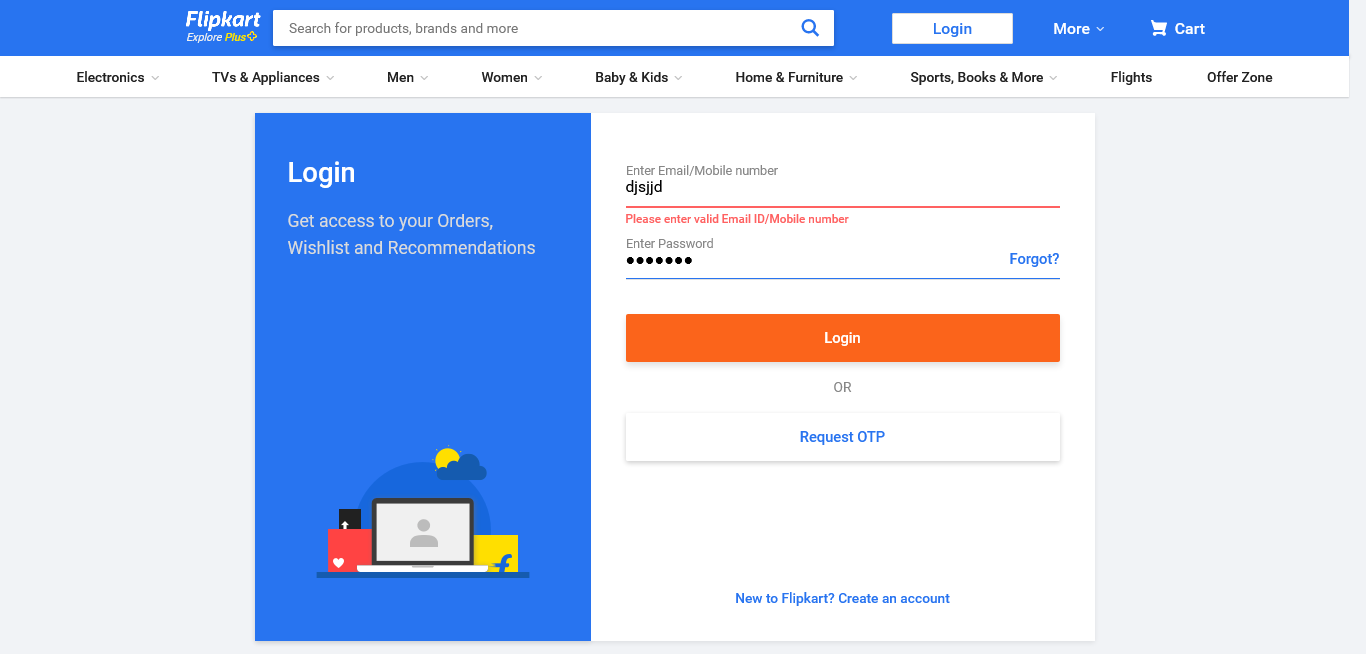 Flipkart
Explore Plus
Search for products, brands and more
Login
More
Cart
Electronics
TVs & Appliances
Men
Women
Baby & Kids
Home & Furniture
Sports, Books & More
Flights
Offer Zone
Login
Get access to your Orders,
Wishlist and Recommendations
Enter Email/Mobile number
djsjjd
Please enter valid Email ID/Mobile number
Enter Password
•••••••
Forgot?
Login
OR
Request OTP
New to Flipkart? Create an account